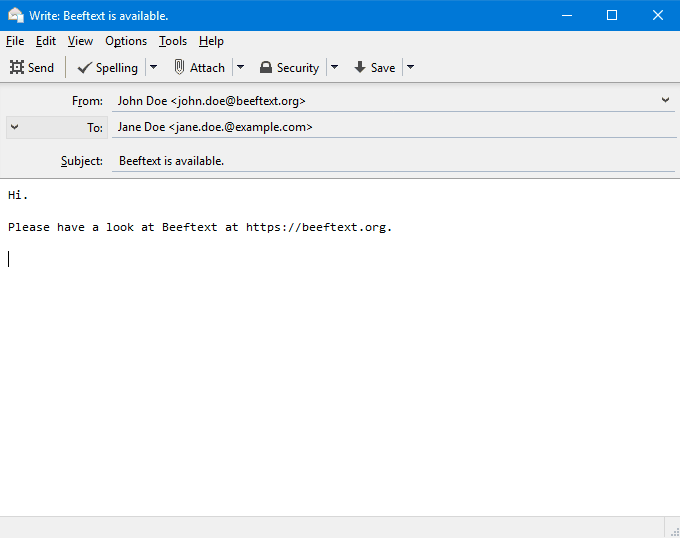 Write: Beeftext is available.
File Edit View Options Tools Help
Send Spelling Attach Security Save
From: John Doe <john.doe@beeftext.org>
To: Jane Doe <jane.doe.@example.com>
Subject: Beeftext is available.
Hi.
Please have a look at Beeftext at https://beeftext.org.